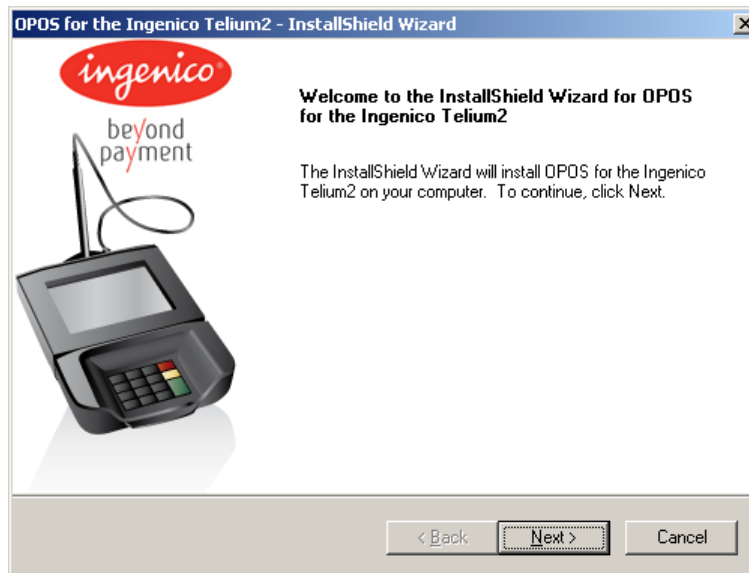 OPOS for the Ingenico Telium2 - InstallShield Wizard
ingenico
beyond
payment
Welcome to the InstallShield Wizard for OPOS
for the Ingenico Telium2
The InstallShield Wizard will install OPOS for the Ingenico
Telium2 on your computer.  To continue, click Next.
< Back
Next >
Cancel